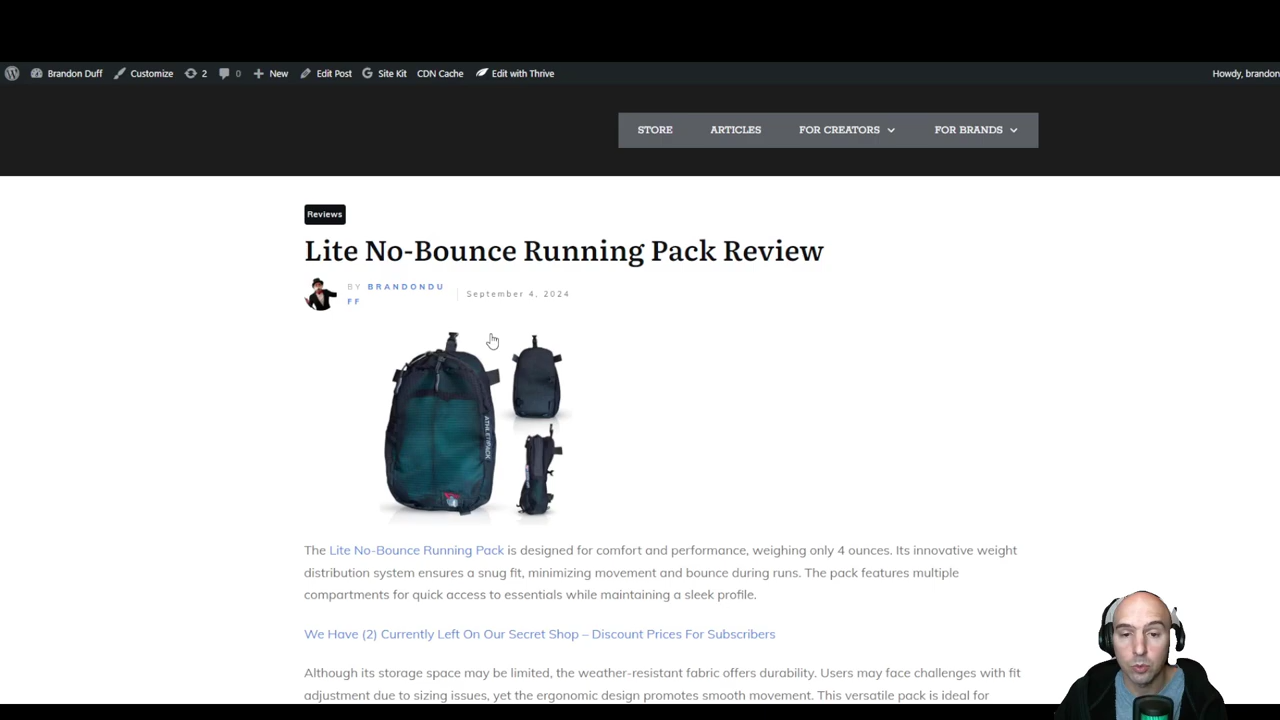 Brandon Duff Customize 2 0 New Edit Post Site Kit CDN Cache Edit with Thrive Howdy, brandon
STORE ARTICLES FOR CREATORS FOR BRANDS
Reviews
Lite No-Bounce Running Pack Review
BY BRANDONDU
FF
September 4, 2024
ATHLETIPACK
The Lite No-Bounce Running Pack is designed for comfort and performance, weighing only 4 ounces. Its innovative weight
distribution system ensures a snug fit, minimizing movement and bounce during runs. The pack features multiple
compartments for quick access to essentials while maintaining a sleek profile.
We Have (2) Currently Left On Our Secret Shop – Discount Prices For Subscribers
Although its storage space may be limited, the weather-resistant fabric offers durability. Users may face challenges with fit
adjustment due to sizing issues, yet the ergonomic design promotes smooth movement. This versatile pack is ideal for